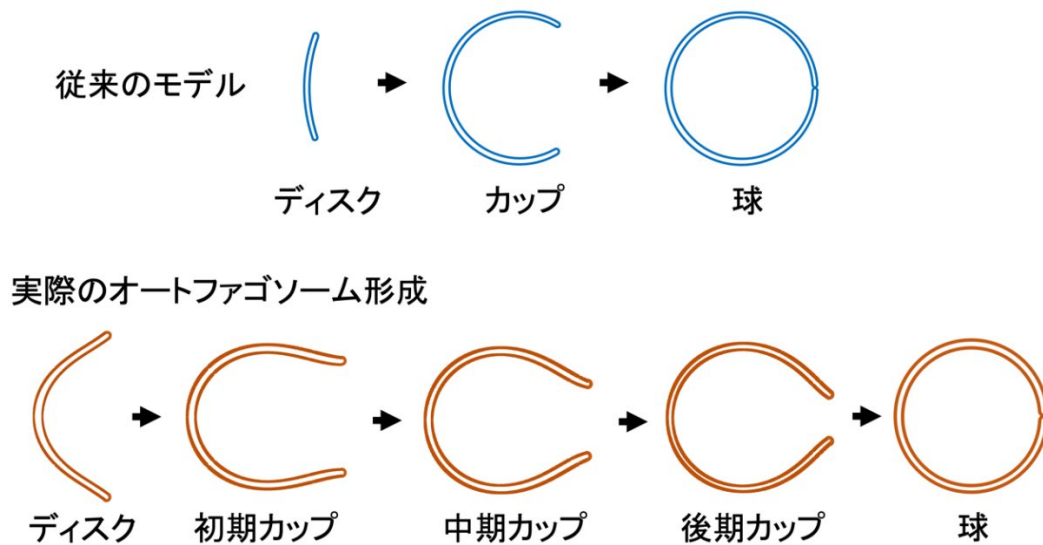 従来のモデル
ディスク
カップ
球
実際のオートファゴソーム形成
ディスク
初期カップ
中期カップ
後期カップ
球